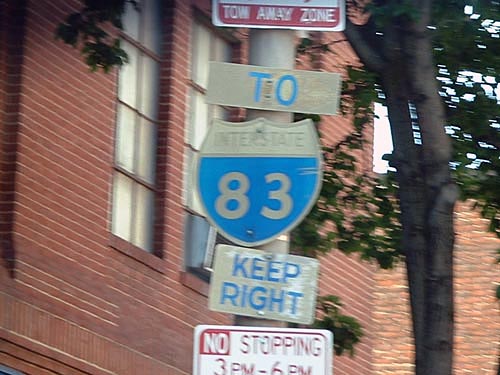 TOW AWAY ZONE
TO
INTERSTATE
83
KEEP
RIGHT
NO STOPPING
3PM-6PM